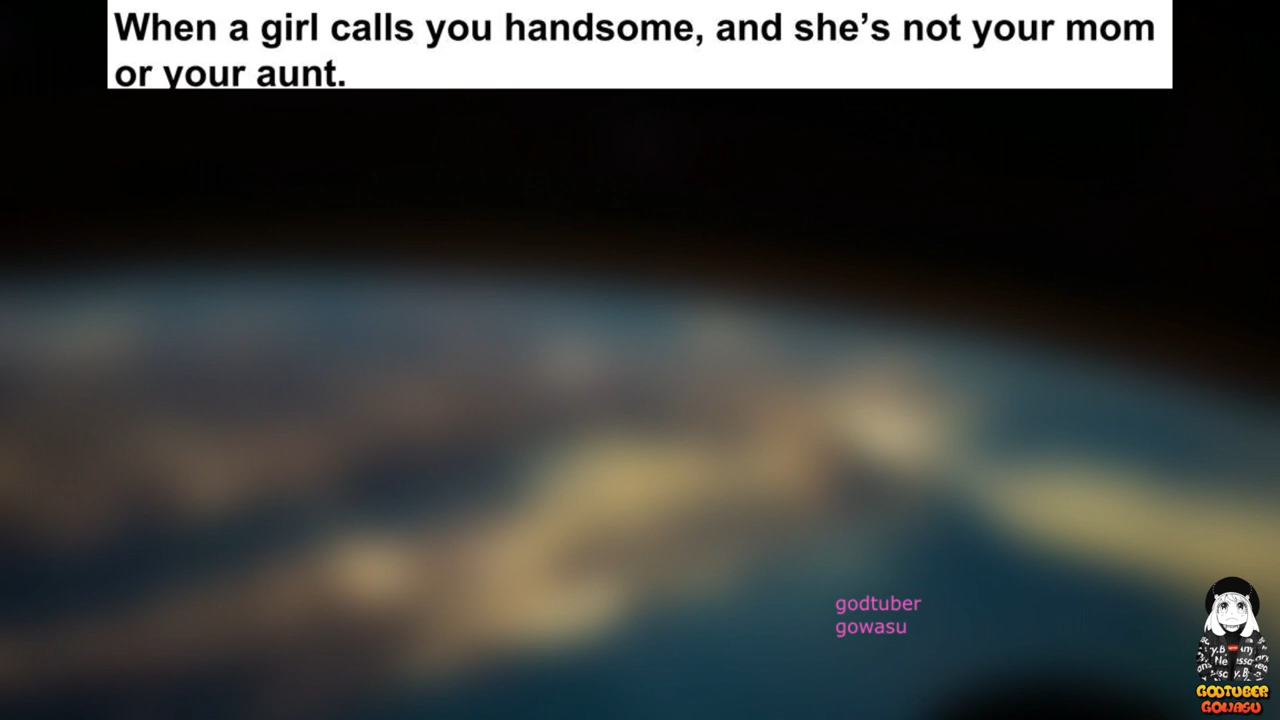 When a girl calls you handsome, and she’s not your mom
or your aunt.
godtuber
gowasu
GODTUBER
GOWASU